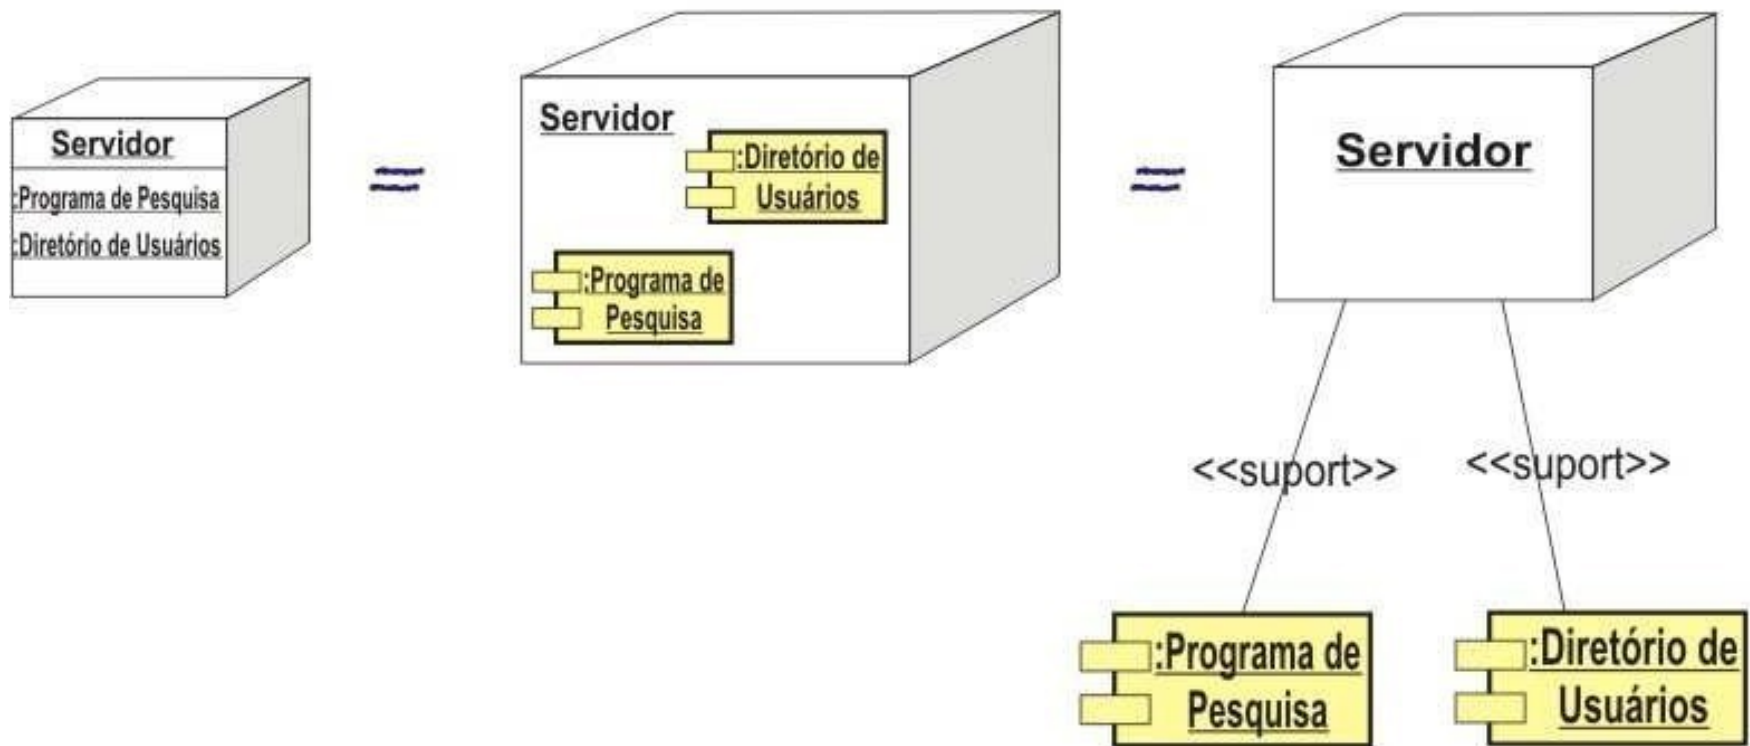 Servidor
:Programa de Pesquisa
:Diretório de Usuários
=
Servidor
:Diretório de
Usuários
:Programa de
Pesquisa
=
Servidor
<<suport>>
<<suport>>
:Programa de
Pesquisa
:Diretório de
Usuários